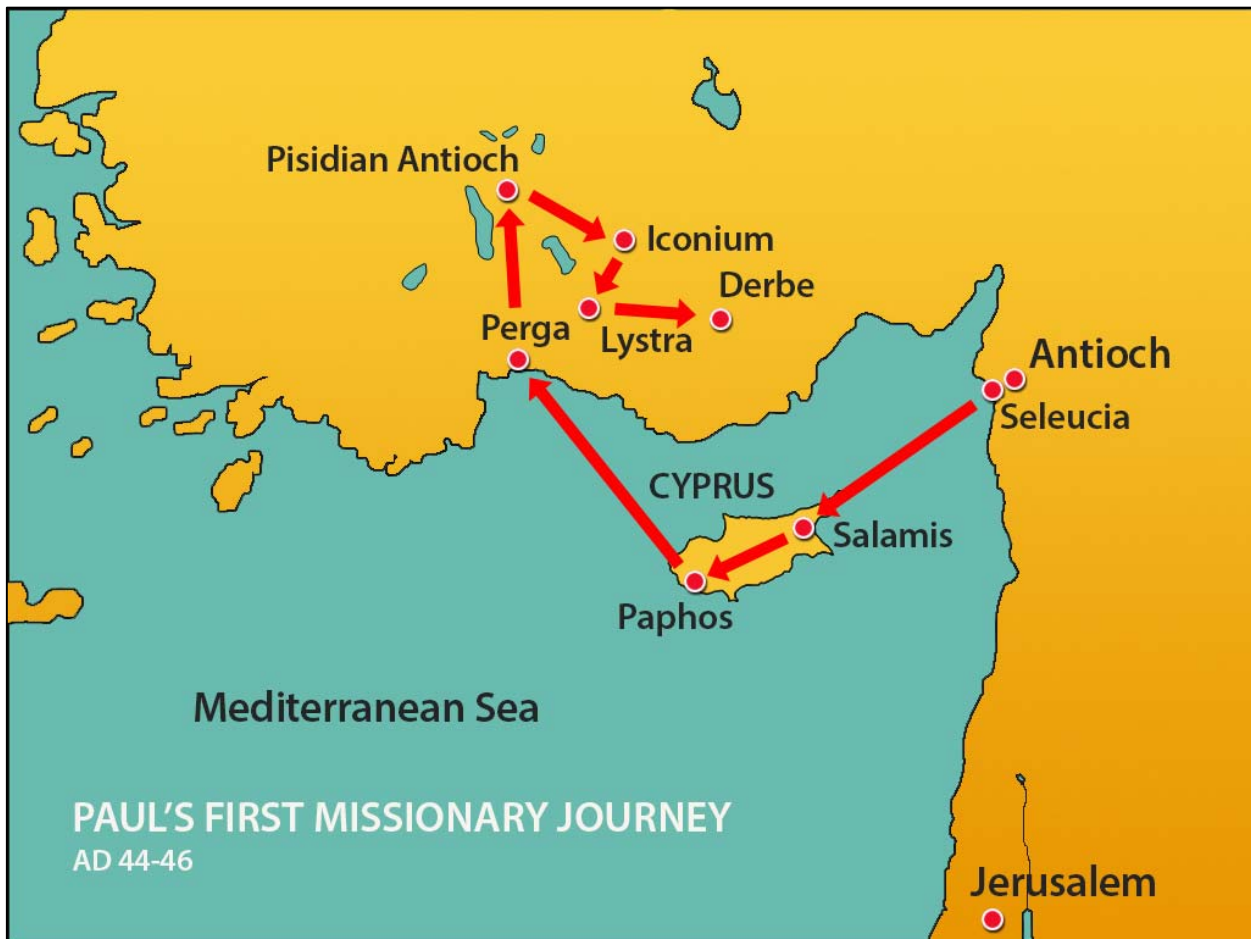 Pisidian Antioch
Iconium
Derbe
Perga
Lystra
Antioch
Seleucia
CYPRUS
Salamis
Paphos
Mediterranean Sea
PAUL'S FIRST MISSIONARY JOURNEY
AD 44-46
Jerusalem